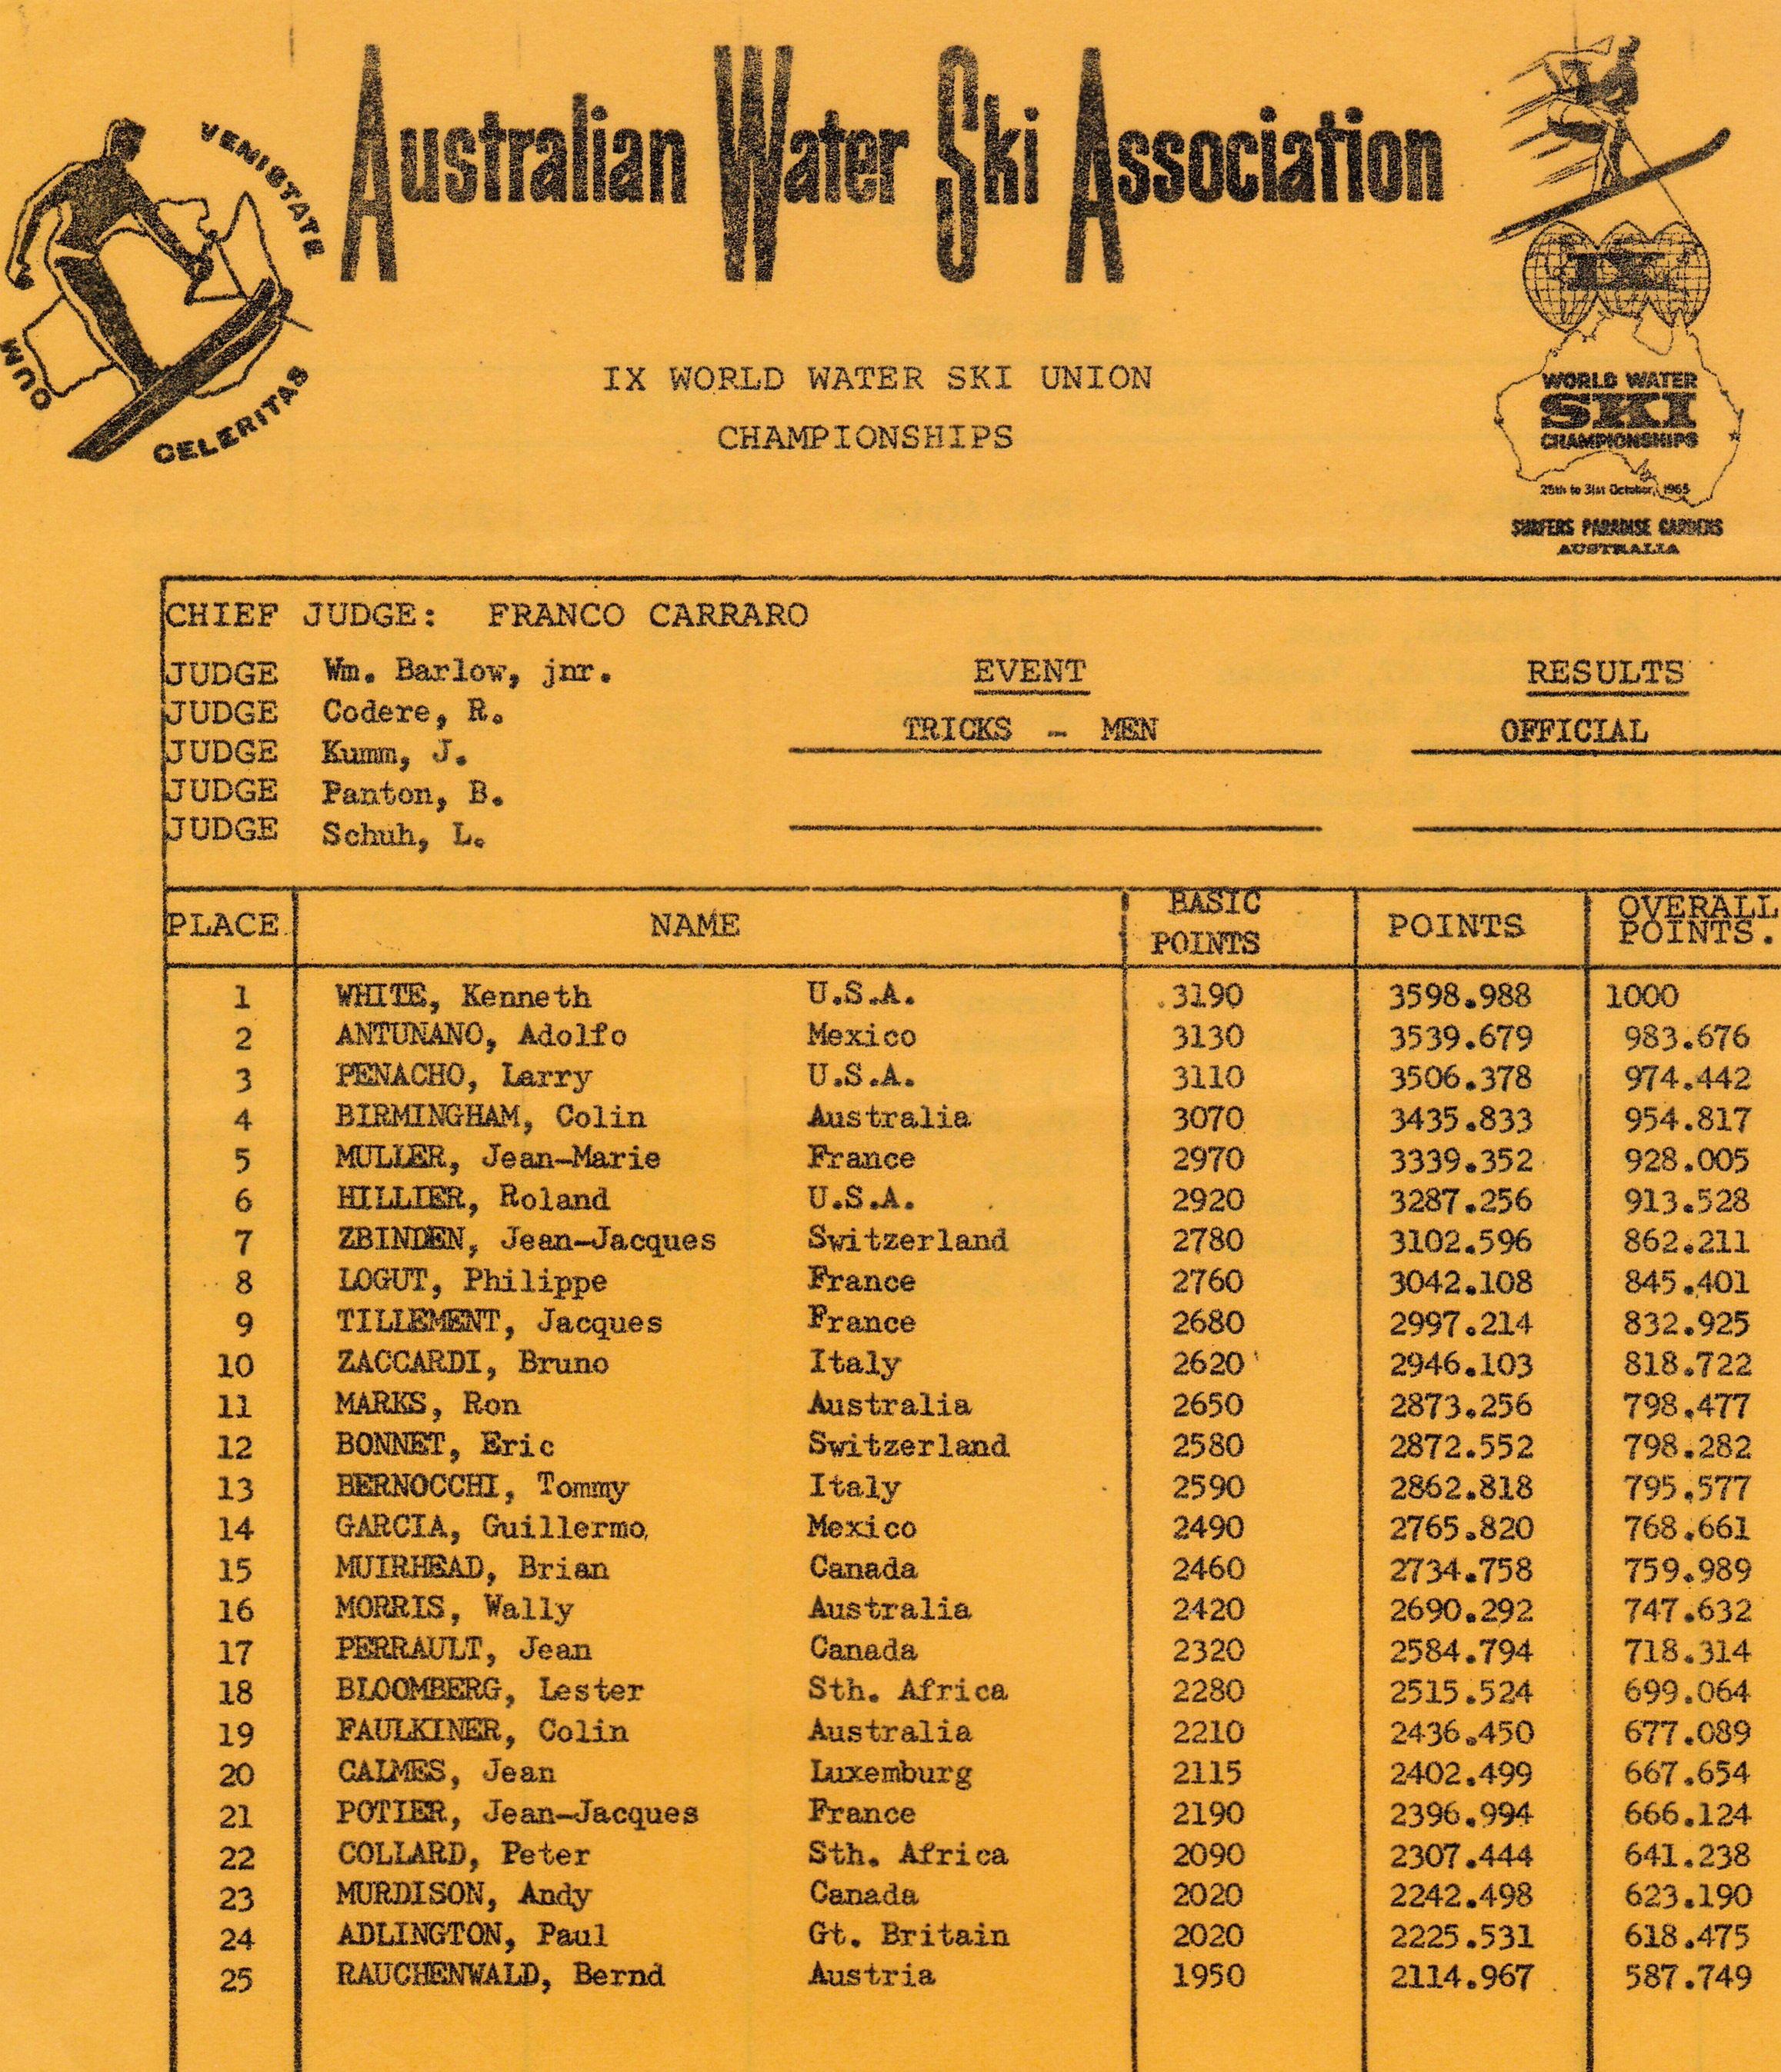 Australian Water Ski Association
VENISTATE
CUM
CELERITAS
IX
WORLD WATER
SKI
CHAMPIONSHIPS
25th to 31st October, 1965
SURFERS PARADISE GARDENS
AUSTRALIA
IX WORLD WATER SKI UNION
CHAMPIONSHIPS
CHIEF JUDGE: FRANCO CARRARO
JUDGE Wm. Barlow, jnr. EVENT RESULTS
JUDGE Codere, R. TRICKS - MEN OFFICIAL
JUDGE Kumm, J.
JUDGE Panton, B.
JUDGE Schuh, L.
PLACE NAME BASIC POINTS POINTS OVERALL POINTS.
1 WHITE, Kenneth U.S.A. 3190 3598.988 1000
2 ANTUNANO, Adolfo Mexico 3130 3539.679 983.676
3 PENACHO, Larry U.S.A. 3110 3506.378 974.442
4 BIRMINGHAM, Colin Australia 3070 3435.833 954.817
5 MULLER, Jean-Marie France 2970 3339.352 928.005
6 HILLIER, Roland U.S.A. 2920 3287.256 913.528
7 ZBINDEN, Jean-Jacques Switzerland 2780 3102.596 862.211
8 LOGUT, Philippe France 2760 3042.108 845.401
9 TILLEMENT, Jacques France 2680 2997.214 832.925
10 ZACCARDI, Bruno Italy 2620 2946.103 818.722
11 MARKS, Ron Australia 2650 2873.256 798.477
12 BONNET, Eric Switzerland 2580 2872.552 798.282
13 BERNOCCHI, Tommy Italy 2590 2862.818 795.577
14 GARCIA, Guillermo Mexico 2490 2765.820 768.661
15 MUIRHEAD, Brian Canada 2460 2734.758 759.989
16 MORRIS, Wally Australia 2420 2690.292 747.632
17 PERRAULT, Jean Canada 2320 2584.794 718.314
18 BLOOMBERG, Lester Sth. Africa 2280 2515.524 699.064
19 FAULKINER, Colin Australia 2210 2436.450 677.089
20 CALMES, Jean Luxemburg 2115 2402.499 667.654
21 POTIER, Jean-Jacques France 2190 2396.994 666.124
22 COLLARD, Peter Sth. Africa 2090 2307.444 641.238
23 MURDISON, Andy Canada 2020 2242.498 623.190
24 ADLINGTON, Paul Gt. Britain 2020 2225.531 618.475
25 RAUCHENWALD, Bernd Austria 1950 2114.967 587.749